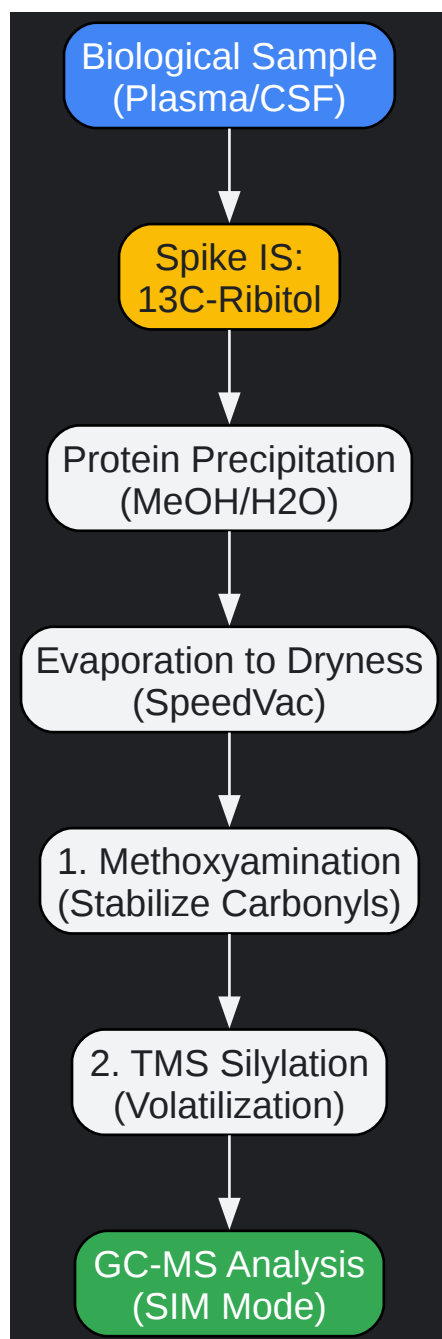 Biological Sample
(Plasma/CSF)
Spike IS:
13C-Ribitol
Protein Precipitation
(MeOH/H2O)
Evaporation to Dryness
(SpeedVac)
1. Methoxyamination
(Stabilize Carbonyls)
2. TMS Silylation
(Volatilization)
GC-MS Analysis
(SIM Mode)